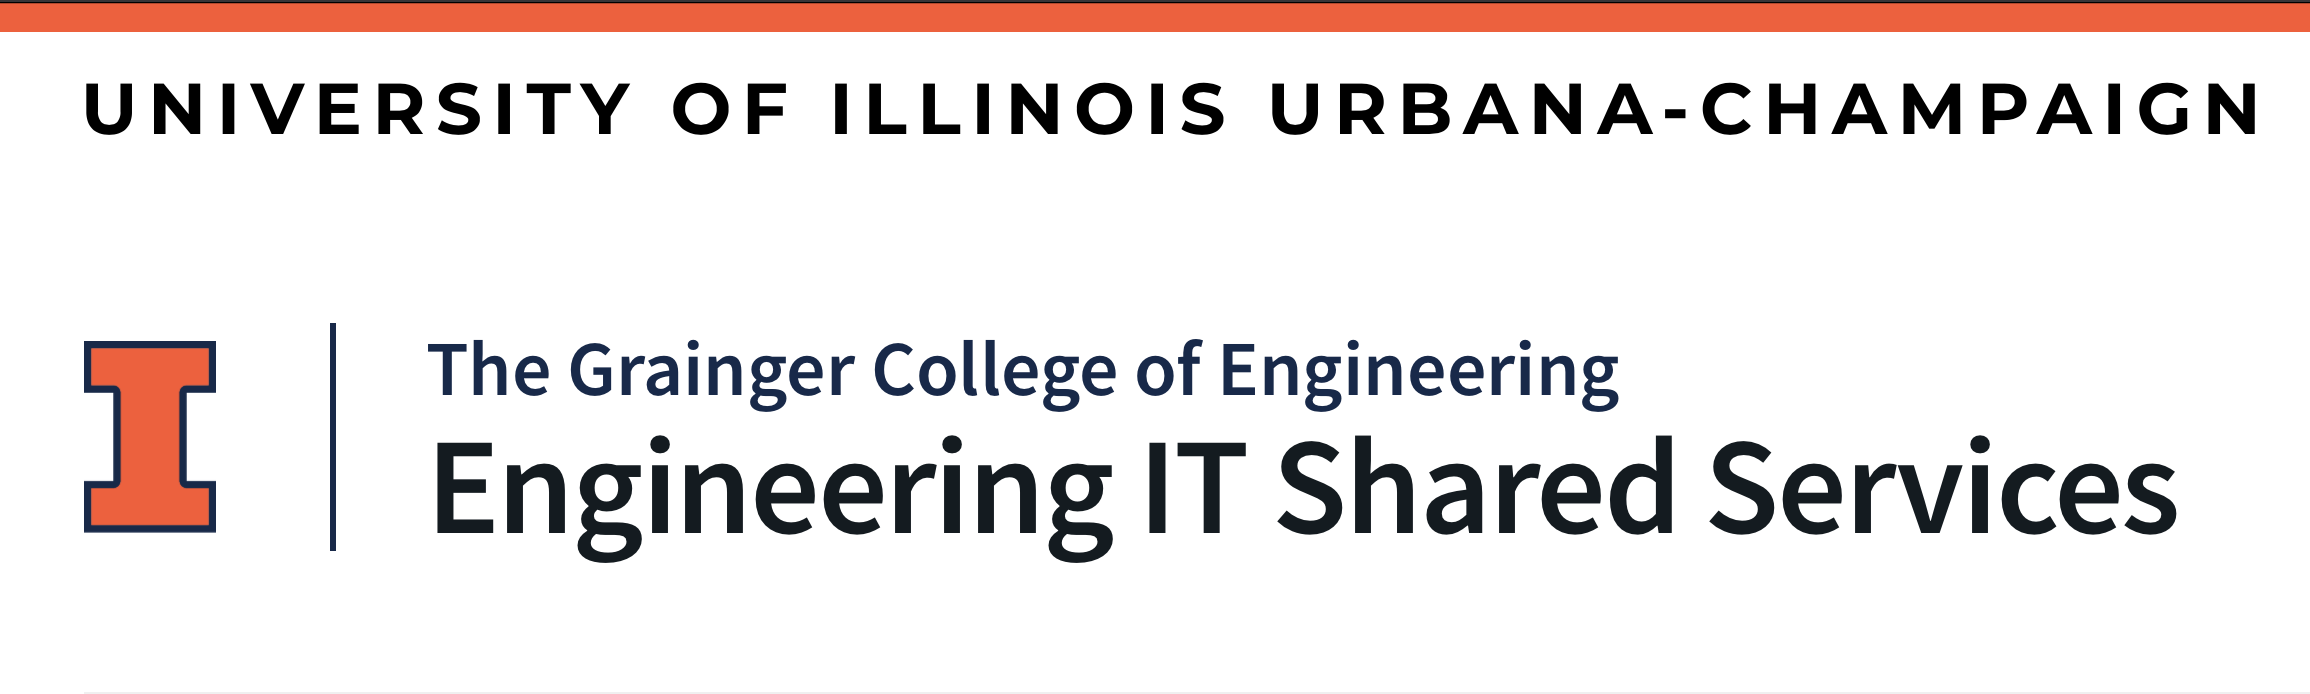 UNIVERSITY OF ILLINOIS URBANA-CHAMPAIGN
The Grainger College of Engineering
Engineering IT Shared Services